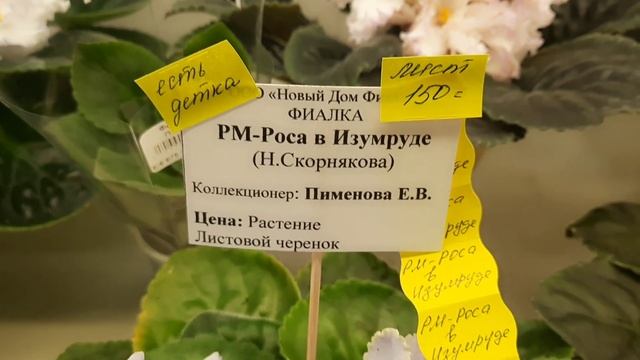 есть
детка
лист
150=
О «Новый Дом Фи
ФИАЛКА
РМ-Роса в Изумруде
(Н.Скорнякова)
Коллекционер: Пименова Е.В.
Цена: Растение
Листовой черенок
РМ-Роса
в
Изумруде
РМ-Роса
в
Изумруде